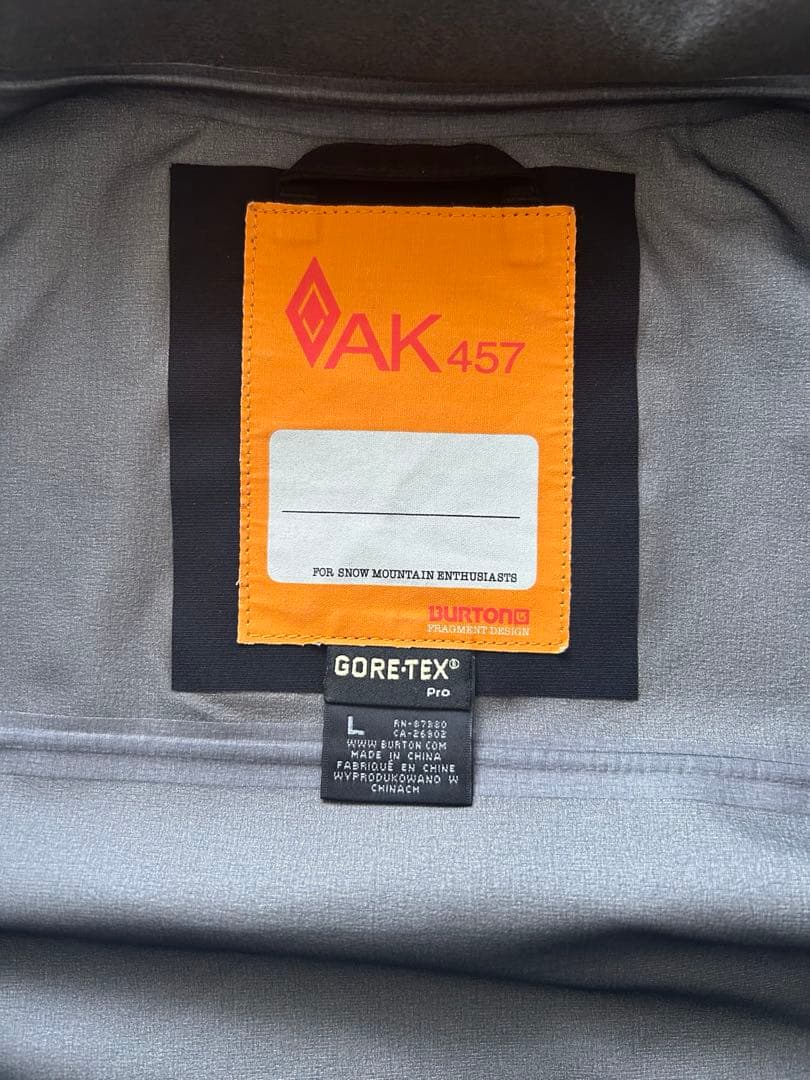 AK 457
FOR SNOW MOUNTAIN ENTHUSIASTS
BURTON
FRAGMENT DESIGN
GORE-TEX®
Pro
L
RN-87380
CA-26902
WWW BURTON COM
MADE IN CHINA
FABRIQUÉ EN CHINE
WYPRODUKOWANO W
CHINACH